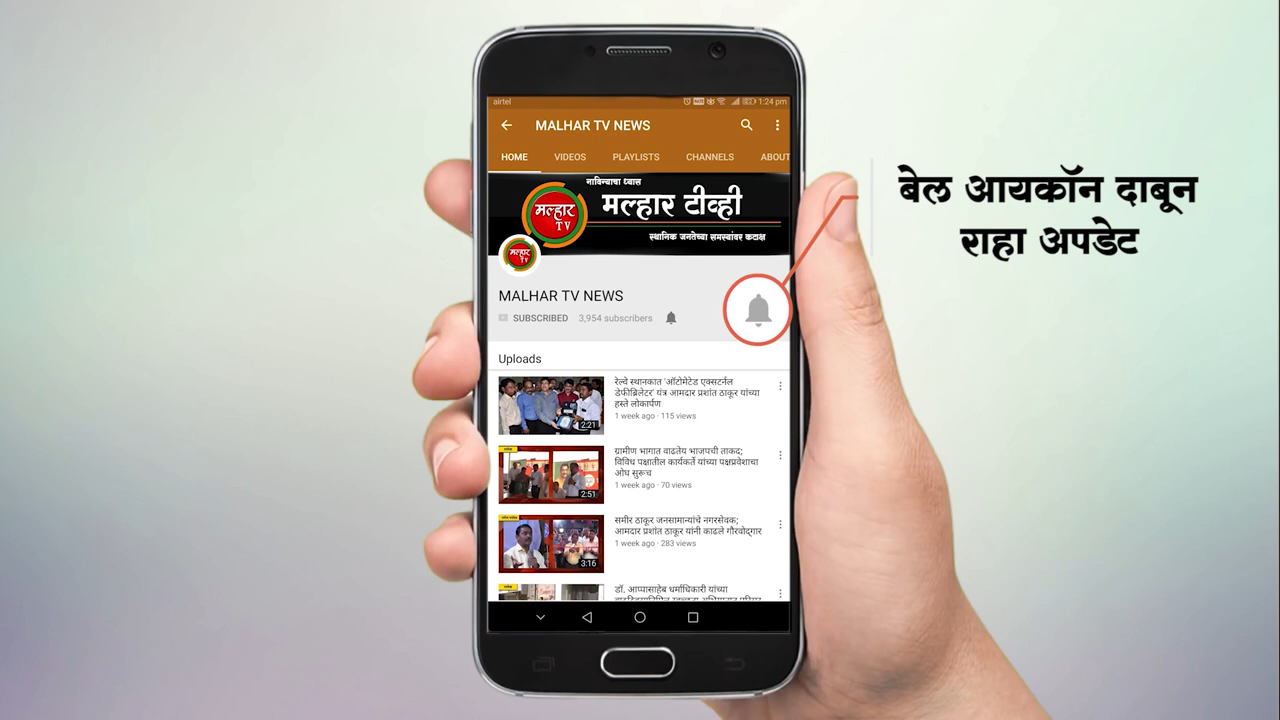 airtel
1:24 pm
MALHAR TV NEWS
HOME VIDEOS PLAYLISTS CHANNELS ABOUT
नाविन्याचा ध्यास
मल्हार टीव्ही
स्थानिक जनतेच्या समस्यांवर कटाक्ष
मल्हार
TV
मल्हार
TV
MALHAR TV NEWS
SUBSCRIBED 3,954 subscribers
Uploads
रेल्वे स्थानकात 'ऑटोमेटेड एक्सटर्नल
डेफीब्रिलेटर' यंत्र आमदार प्रशांत ठाकूर यांच्या
हस्ते लोकार्पण
1 week ago · 115 views
2:21
ग्रामीण भागात वाढतेय भाजपची ताकद;
विविध पक्षातील कार्यकर्ते यांच्या पक्षप्रवेशाचा
ओघ सुरूच
1 week ago · 70 views
2:51
समीर ठाकूर जनसामान्यांचे नगरसेवक;
आमदार प्रशांत ठाकूर यांनी काढले गौरवोद्गार
1 week ago · 283 views
3:16
डॉ. आप्पासाहेब धर्माधिकारी यांच्या
बेल आयकॉन दाबून
राहा अपडेट